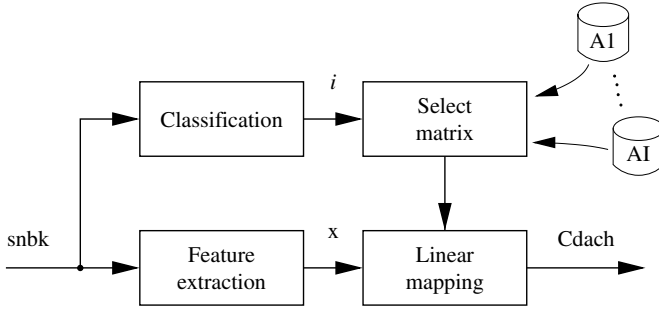 A1
i
Classification
Select
matrix
AI
snbk
x
Cdach
Feature
extraction
Linear
mapping